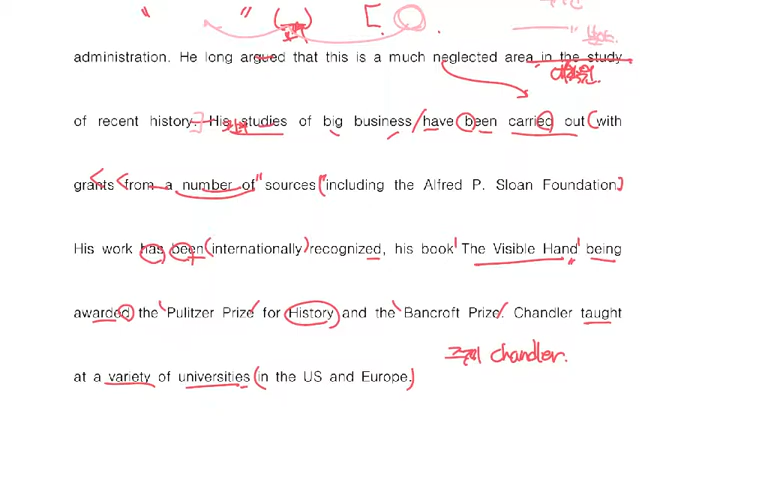 administration. He long argued that this is a much neglected area in the study
of recent history. His studies of big business have been carried out with
grants from a number of sources including the Alfred P. Sloan Foundation
His work has been (internationally) recognized, his book 'The Visible Hand' being
awarded the Pulitzer Prize for History and the Bancroft Prize. Chandler taught
chandler.
at a variety of universities (in the US and Europe.)